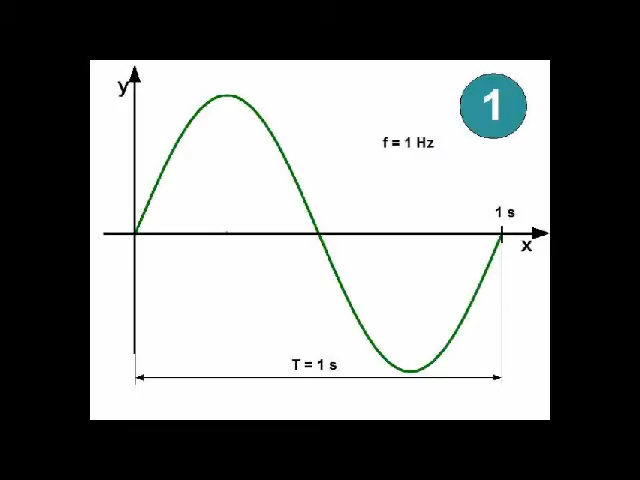 y
1
f = 1 Hz
1 s
x
T = 1 s